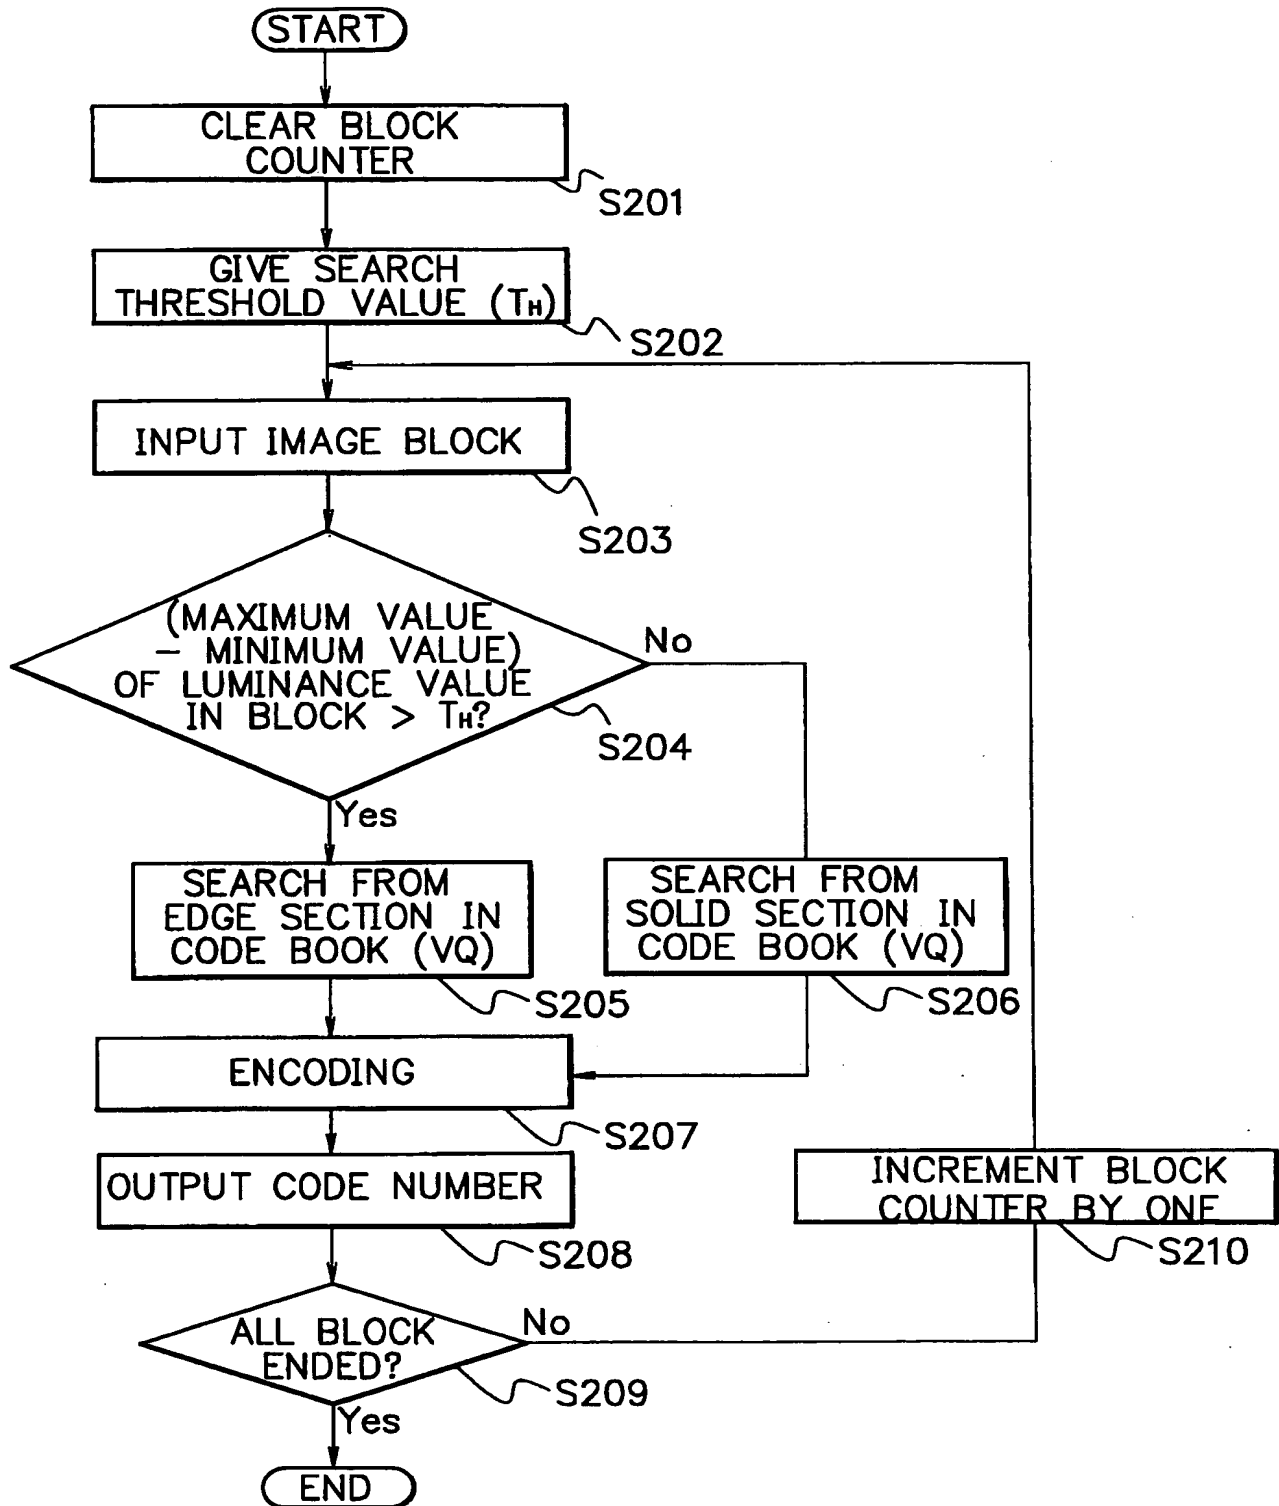 START
CLEAR BLOCK
COUNTER
S201
GIVE SEARCH
THRESHOLD VALUE (TH)
S202
INPUT IMAGE BLOCK
S203
(MAXIMUM VALUE
- MINIMUM VALUE)
OF LUMINANCE VALUE
IN BLOCK > TH?
No
S204
Yes
SEARCH FROM
EDGE SECTION IN
CODE BOOK (VQ)
S205
SEARCH FROM
SOLID SECTION IN
CODE BOOK (VQ)
S206
ENCODING
S207
OUTPUT CODE NUMBER
S208
INCREMENT BLOCK
COUNTER BY ONE
S210
ALL BLOCK
ENDED?
No
S209
Yes
END